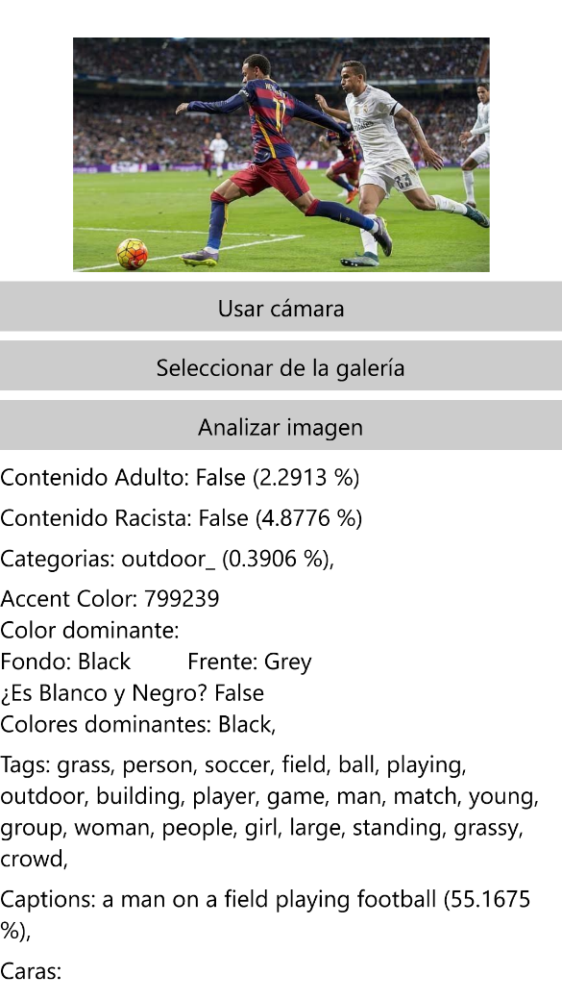 11
23
Usar cámara
Seleccionar de la galería
Analizar imagen
Contenido Adulto: False (2.2913 %)
Contenido Racista: False (4.8776 %)
Categorias: outdoor_ (0.3906 %),
Accent Color: 799239
Color dominante:
Fondo: Black Frente: Grey
¿Es Blanco y Negro? False
Colores dominantes: Black,
Tags: grass, person, soccer, field, ball, playing,
outdoor, building, player, game, man, match, young,
group, woman, people, girl, large, standing, grassy,
crowd,
Captions: a man on a field playing football (55.1675
%),
Caras: